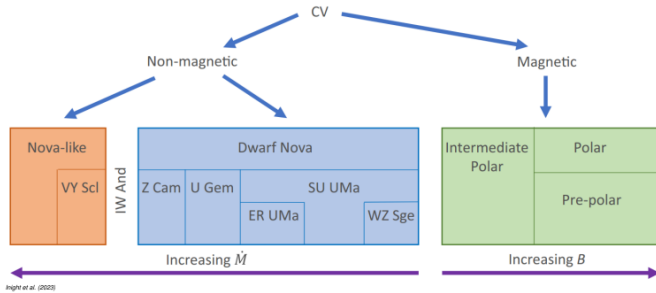 CV
Non-magnetic
Magnetic
Nova-like
VY Scl
IW And
Dwarf Nova
Z Cam
U Gem
SU UMa
ER UMa
WZ Sge
Intermediate
Polar
Polar
Pre-polar
Increasing Ṁ
Increasing B
Inight et al. (2023)